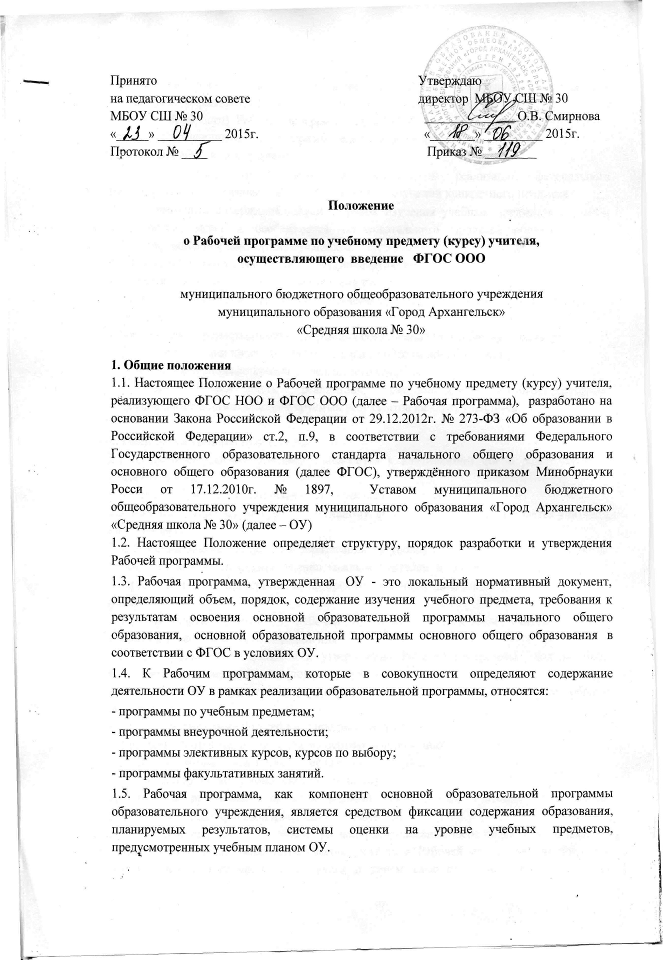 Принято
на педагогическом совете
МБОУ СШ № 30
« 23 » 04 2015г.
Протокол № 5
Утверждаю
директор МБОУ СШ № 30
О.В. Смирнова
« 18 » 06 2015г.
Приказ № 119
Положение
о Рабочей программе по учебному предмету (курсу) учителя,
осуществляющего введение ФГОС ООО
муниципального бюджетного общеобразовательного учреждения
муниципального образования «Город Архангельск»
«Средняя школа № 30»
1. Общие положения
1.1. Настоящее Положение о Рабочей программе по учебному предмету (курсу) учителя,
реализующего ФГОС НОО и ФГОС ООО (далее – Рабочая программа), разработано на
основании Закона Российской Федерации от 29.12.2012г. № 273-ФЗ «Об образовании в
Российской Федерации» ст.2, п.9, в соответствии с требованиями Федерального
Государственного образовательного стандарта начального общего образования и
основного общего образования (далее ФГОС), утверждённого приказом Минобрнауки
Росси от 17.12.2010г. № 1897, Уставом муниципального бюджетного
общеобразовательного учреждения муниципального образования «Город Архангельск»
«Средняя школа № 30» (далее – ОУ)
1.2. Настоящее Положение определяет структуру, порядок разработки и утверждения
Рабочей программы.
1.3. Рабочая программа, утвержденная ОУ - это локальный нормативный документ,
определяющий объем, порядок, содержание изучения учебного предмета, требования к
результатам освоения основной образовательной программы начального общего
образования, основной образовательной программы основного общего образования в
соответствии с ФГОС в условиях ОУ.
1.4. К Рабочим программам, которые в совокупности определяют содержание
деятельности ОУ в рамках реализации образовательной программы, относятся:
- программы по учебным предметам;
- программы внеурочной деятельности;
- программы элективных курсов, курсов по выбору;
- программы факультативных занятий.
1.5. Рабочая программа, как компонент основной образовательной программы
образовательного учреждения, является средством фиксации содержания образования,
планируемых результатов, системы оценки на уровне учебных предметов,
предусмотренных учебным планом ОУ.